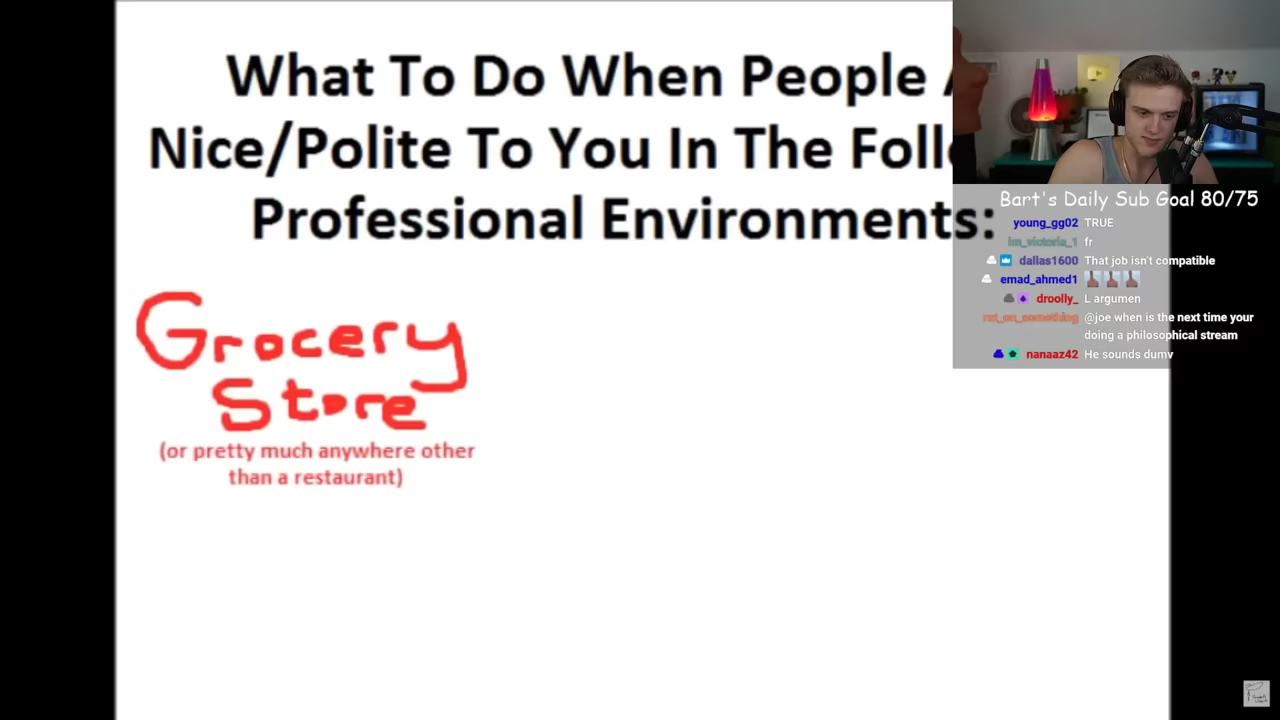 What To Do When People
Nice/Polite To You In The
Professional Environments:
Grocery
Store
(or pretty much anywhere other
than a restaurant)
Bart's Daily Sub Goal 80/75
young_gg02 TRUE
im_victoria_1 fr
dallas1600 That job isn't compatible
emad_ahmed1
droolly_ L argumen
rat_on_something @joe when is the next time your
doing a philosophical stream
nanaaz42 He sounds dumv